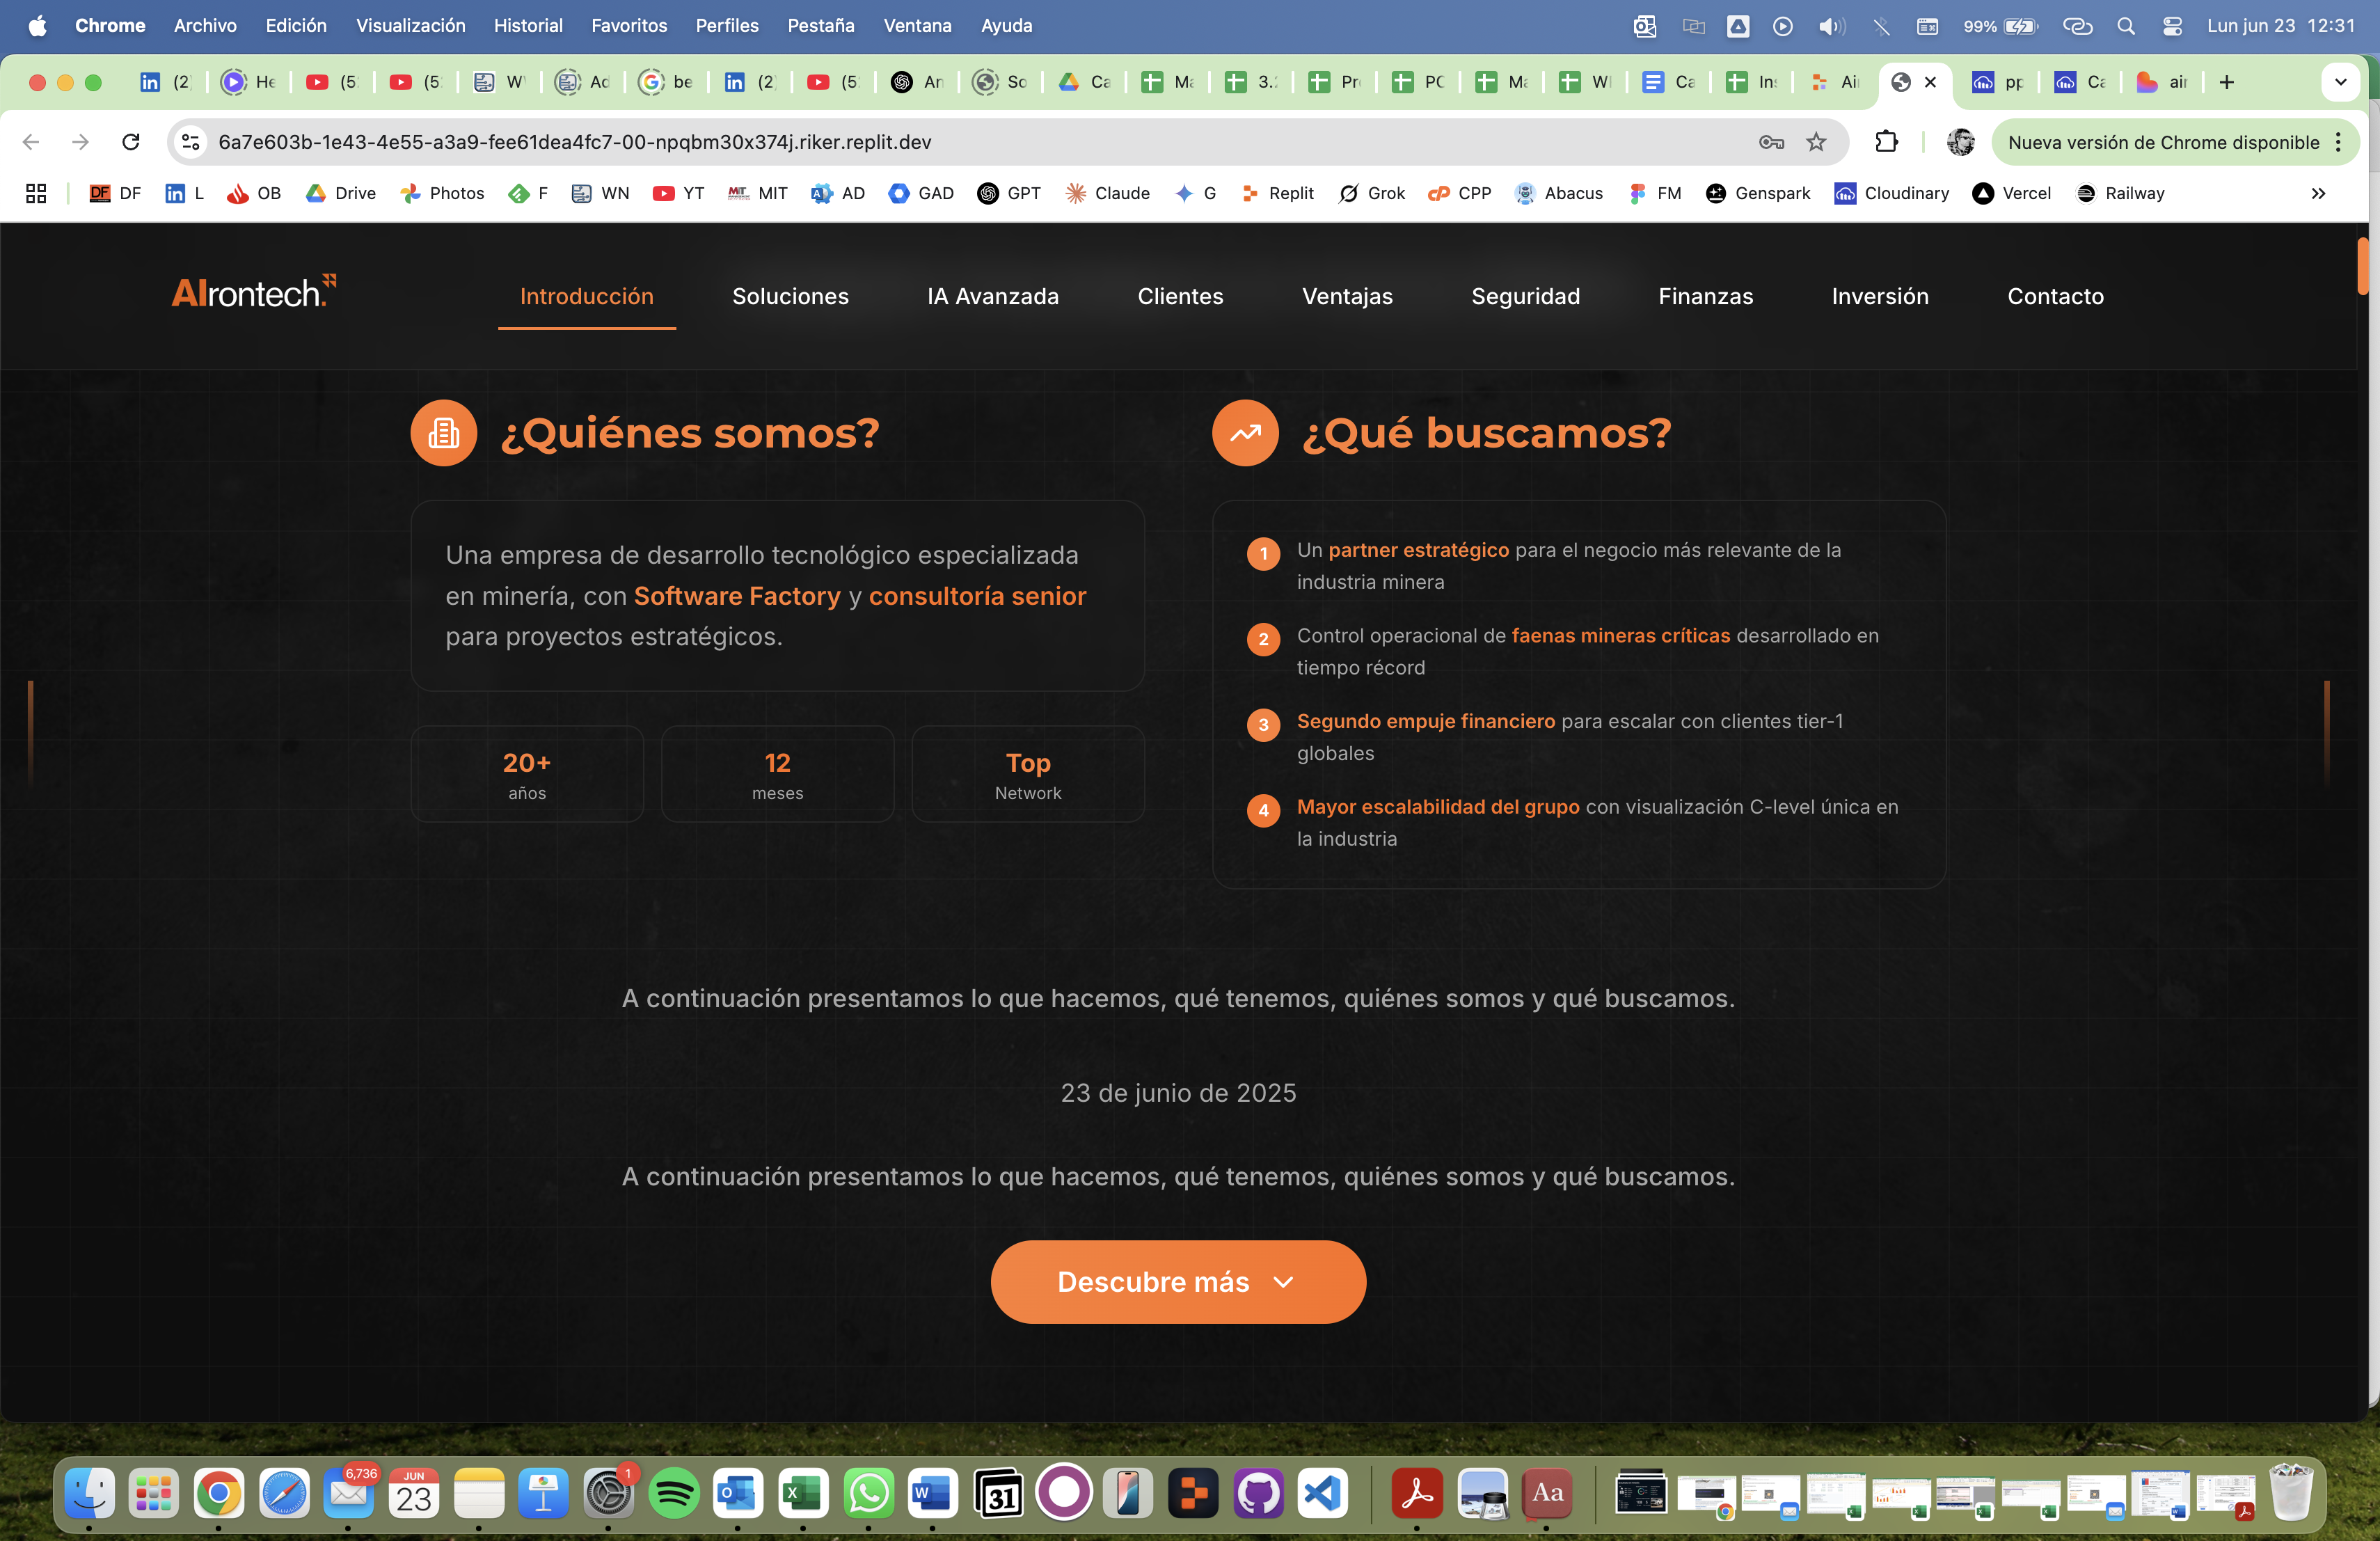 Chrome Archivo Edición Visualización Historial Favoritos Perfiles Pestaña Ventana Ayuda 99% Lun jun 23 12:31
(2 He (5 (5 W Ad be (2 (5 An So Ca Ma 3. Pr PC Ma W Ca In Ai pp Ca air
6a7e603b-1e43-4e55-a3a9-fee61dea4fc7-00-npqbm30x374j.riker.replit.dev Nueva versión de Chrome disponible
DF DF L OB Drive Photos F WN YT MIT MIT AD GAD GPT Claude G Replit Grok CPP Abacus FM Genspark Cloudinary Vercel Railway
AIrontech. Introducción Soluciones IA Avanzada Clientes Ventajas Seguridad Finanzas Inversión Contacto
¿Quiénes somos?
Una empresa de desarrollo tecnológico especializada
en minería, con Software Factory y consultoría senior
para proyectos estratégicos.
20+ 12 Top
años meses Network
¿Qué buscamos?
1 Un partner estratégico para el negocio más relevante de la
industria minera
2 Control operacional de faenas mineras críticas desarrollado en
tiempo récord
3 Segundo empuje financiero para escalar con clientes tier-1
globales
4 Mayor escalabilidad del grupo con visualización C-level única en
la industria
A continuación presentamos lo que hacemos, qué tenemos, quiénes somos y qué buscamos.
23 de junio de 2025
A continuación presentamos lo que hacemos, qué tenemos, quiénes somos y qué buscamos.
Descubre más
6,736 JUN 23 1 31 Aa